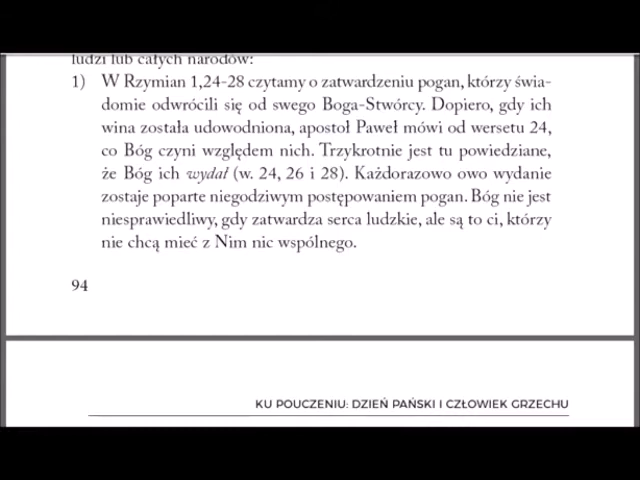 ludzi lub całych narodów:
1) W Rzymian 1,24-28 czytamy o zatwardzeniu pogan, którzy świa-
domie odwrócili się od swego Boga-Stwórcy. Dopiero, gdy ich
wina została udowodniona, apostoł Paweł mówi od wersetu 24,
co Bóg czyni względem nich. Trzykrotnie jest tu powiedziane,
że Bóg ich wydał (w. 24, 26 i 28). Każdorazowo owo wydanie
zostaje poparte niegodziwym postępowaniem pogan. Bóg nie jest
niesprawiedliwy, gdy zatwardza serca ludzkie, ale są to ci, którzy
nie chcą mieć z Nim nic wspólnego.
94
KU POUCZENIU: DZIEŃ PAŃSKI I CZŁOWIEK GRZECHU